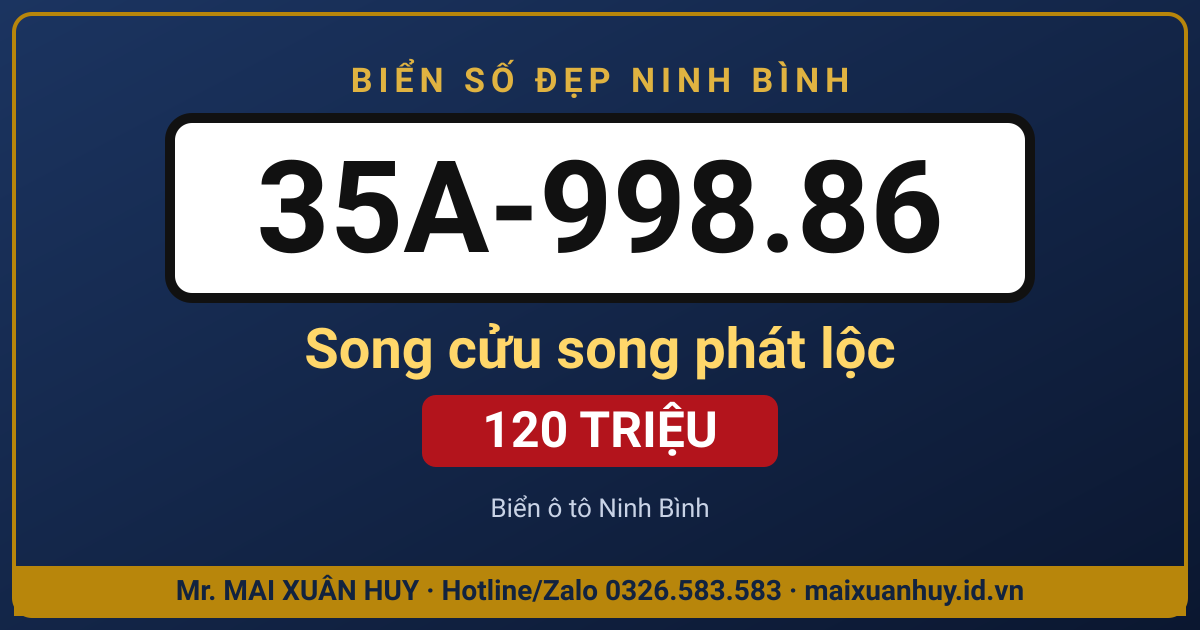 BIỂN SỐ ĐẸP NINH BÌNH
35A-998.86
Song cửu song phát lộc
120 TRIỆU
Biển ô tô Ninh Bình
Mr. MAI XUÂN HUY · Hotline/Zalo 0326.583.583 · maixuanhuy.id.vn